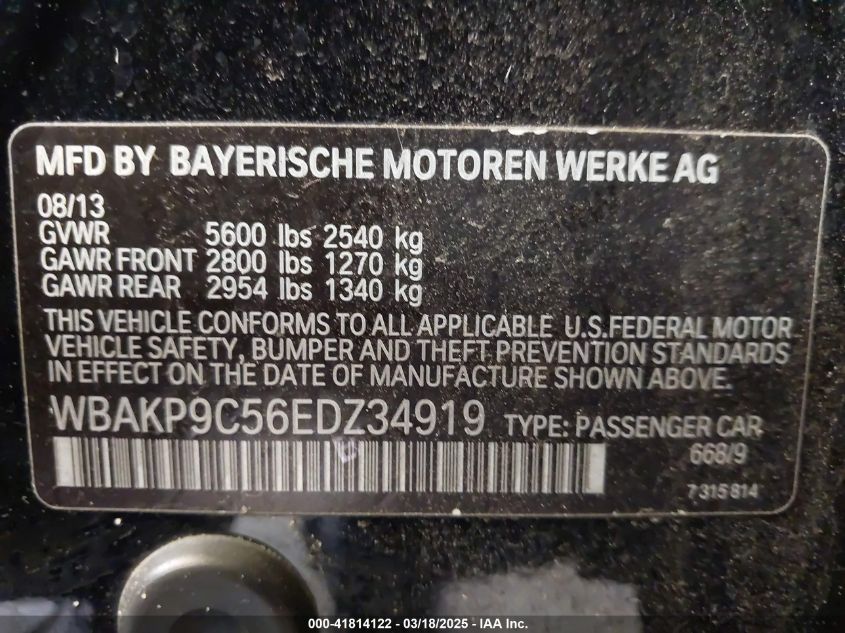 MFD BY BAYERISCHE MOTOREN WERKE AG
08/13
GVWR 5600 lbs 2540 kg
GAWR FRONT 2800 lbs 1270 kg
GAWR REAR 2954 lbs 1340 kg
THIS VEHICLE CONFORMS TO ALL APPLICABLE U.S.FEDERAL MOTOR
VEHICLE SAFETY, BUMPER AND THEFT PREVENTION STANDARDS
IN EFFECT ON THE DATE OF MANUFACTURE SHOWN ABOVE.
WBAKP9C56EDZ34919 TYPE: PASSENGER CAR
668/9
7315814
000-41814122 - 03/18/2025 - IAA Inc.